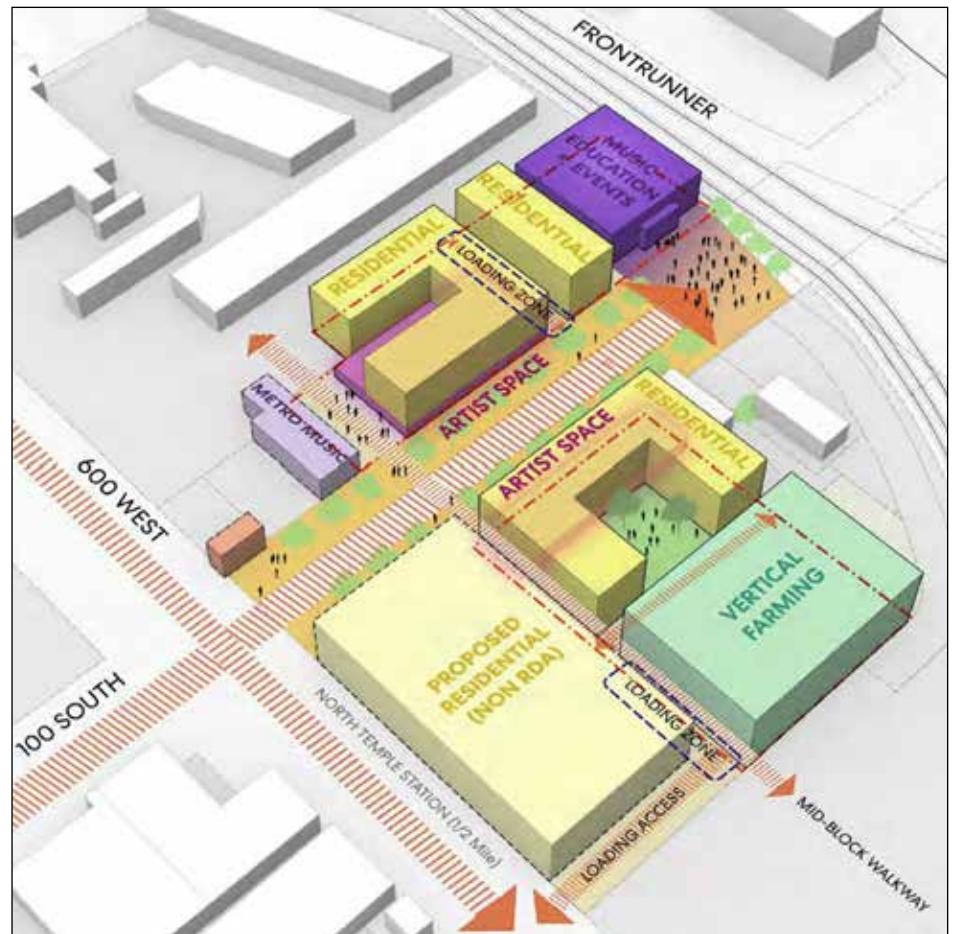 FRONTRUNNER
MUSIC
EDUCATION
+ EVENTS
RESIDENTIAL
RESIDENTIAL
LOADING ZONE
ARTIST SPACE
METRO MUSIC
600 WEST
RESIDENTIAL
ARTIST SPACE
VERTICAL
FARMING
PROPOSED
RESIDENTIAL
(NON RDA)
LOADING ZONE
100 SOUTH
NORTH TEMPLE STATION (1/2 Mile)
LOADING ACCESS
MID-BLOCK WALKWAY